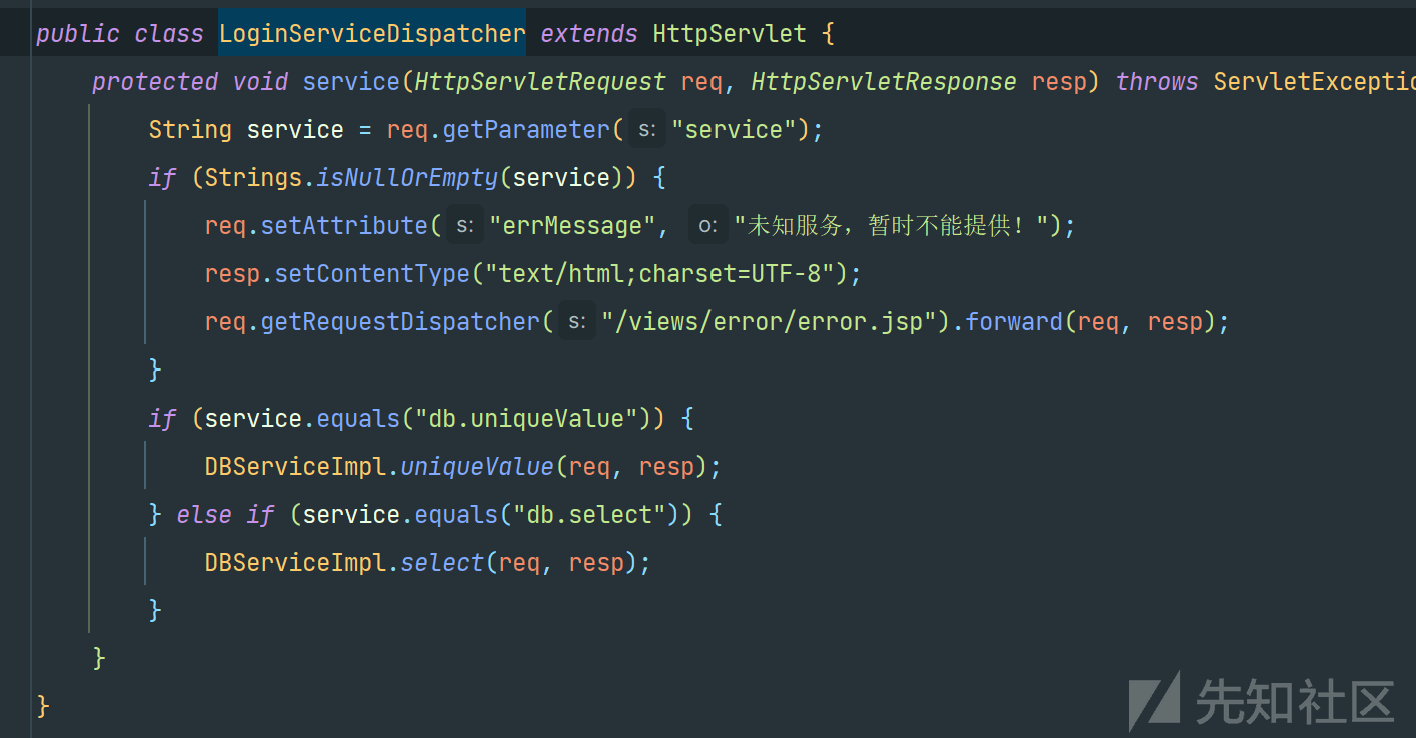 public class LoginServiceDispatcher extends HttpServlet {
protected void service(HttpServletRequest req, HttpServletResponse resp) throws ServletExceptio
String service = req.getParameter( s: "service");
if (Strings.isNullOrEmpty(service)) {
req.setAttribute( s: "errMessage", o: "未知服务，暂时不能提供！");
resp.setContentType("text/html;charset=UTF-8");
req.getRequestDispatcher( s: "/views/error/error.jsp").forward(req, resp);
}
if (service.equals("db.uniqueValue")) {
DBServiceImpl.uniqueValue(req, resp);
} else if (service.equals("db.select")) {
DBServiceImpl.select(req, resp);
}
}
}
先知社区